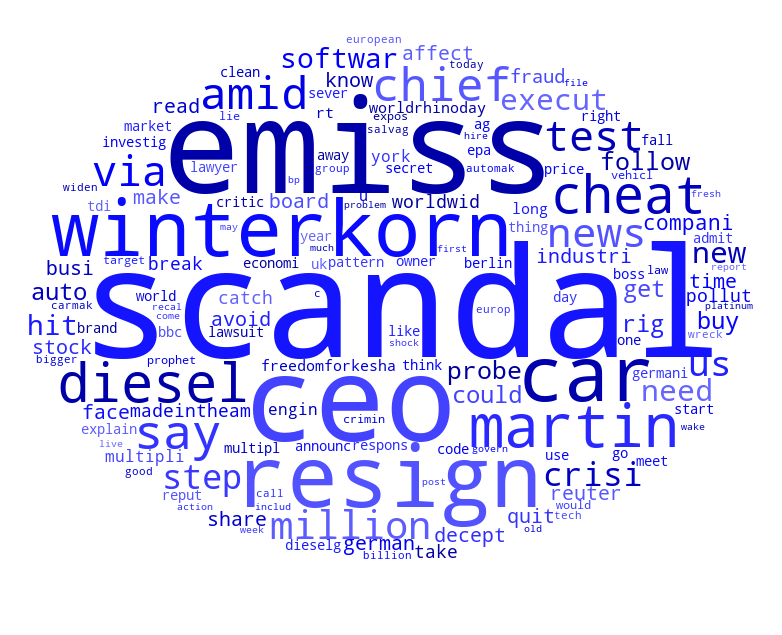 european
softwar affect
clean know today
amid sever chief fraud file
read rt worldrhinoday execut
market lie expos ag right
investig salvag hire test fall
emiss
via lawyer away york epa
group secret automak price follow
widen make bp u cheat vehicl
tdi critic board problem worldwid long fresh
winterkorn may news compani
year much first thing admit
busi target break economi uk pattern owner berlin industri new
scandal
auto world c boss law report
carmak recal catch europ day get time
come pollut platinum
hit brand bbc avoid lawsuit like rig buy
stock shock one wreck
bigger prophet freedomforkesha think us
diesel ceo probe car germani
engin could need
face madeintheam crimin martin start
explain say wake
live multipl announc respons code govern use go
good multipli resign meet
step post crisi
reput call reuter
action includ would
share week million quit tech
dieselg german decept old
billion take